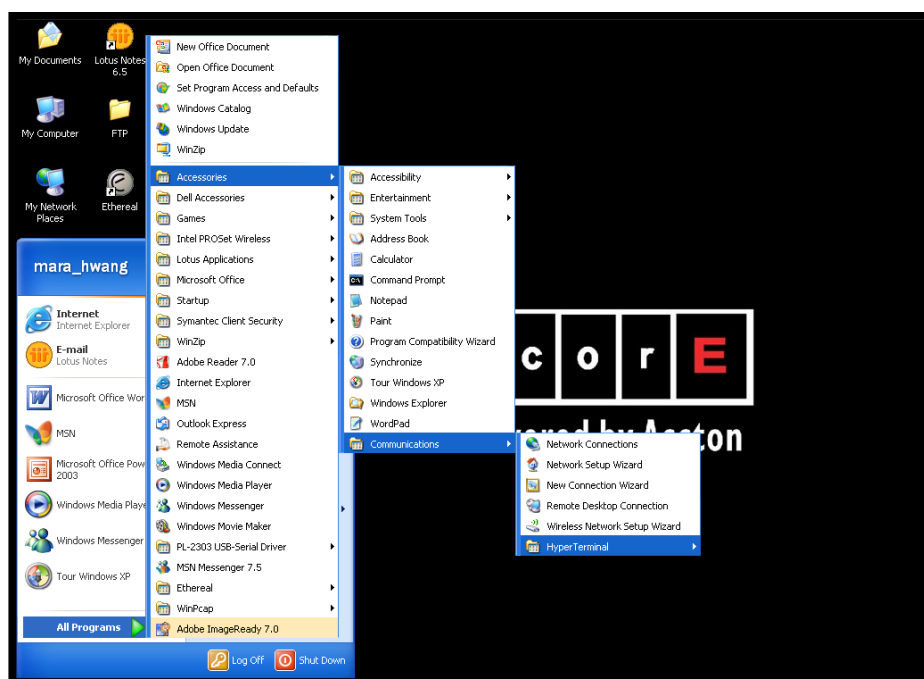 My Documents
Lotus Notes 6.5
My Computer
FTP
My Network Places
Ethereal
mara_hwang
Internet
Internet Explorer
E-mail
Lotus Notes
Microsoft Office Wor
MSN
Microsoft Office Pow
2003
Windows Media Playe
Windows Messenger
Tour Windows XP
All Programs
Log Off
Shut Down
New Office Document
Open Office Document
Set Program Access and Defaults
Windows Catalog
Windows Update
WinZip
Accessories
Dell Accessories
Games
Intel PROSet Wireless
Lotus Applications
Microsoft Office
Startup
Symantec Client Security
WinZip
Adobe Reader 7.0
Internet Explorer
MSN
Outlook Express
Remote Assistance
Windows Media Connect
Windows Media Player
Windows Messenger
Windows Movie Maker
PL-2303 USB-Serial Driver
MSN Messenger 7.5
Ethereal
WinPcap
Adobe ImageReady 7.0
Accessibility
Entertainment
System Tools
Address Book
Calculator
Command Prompt
Notepad
Paint
Program Compatibility Wizard
Synchronize
Tour Windows XP
Windows Explorer
WordPad
Communications
Network Connections
Network Setup Wizard
New Connection Wizard
Remote Desktop Connection
Wireless Network Setup Wizard
HyperTerminal
c o r E